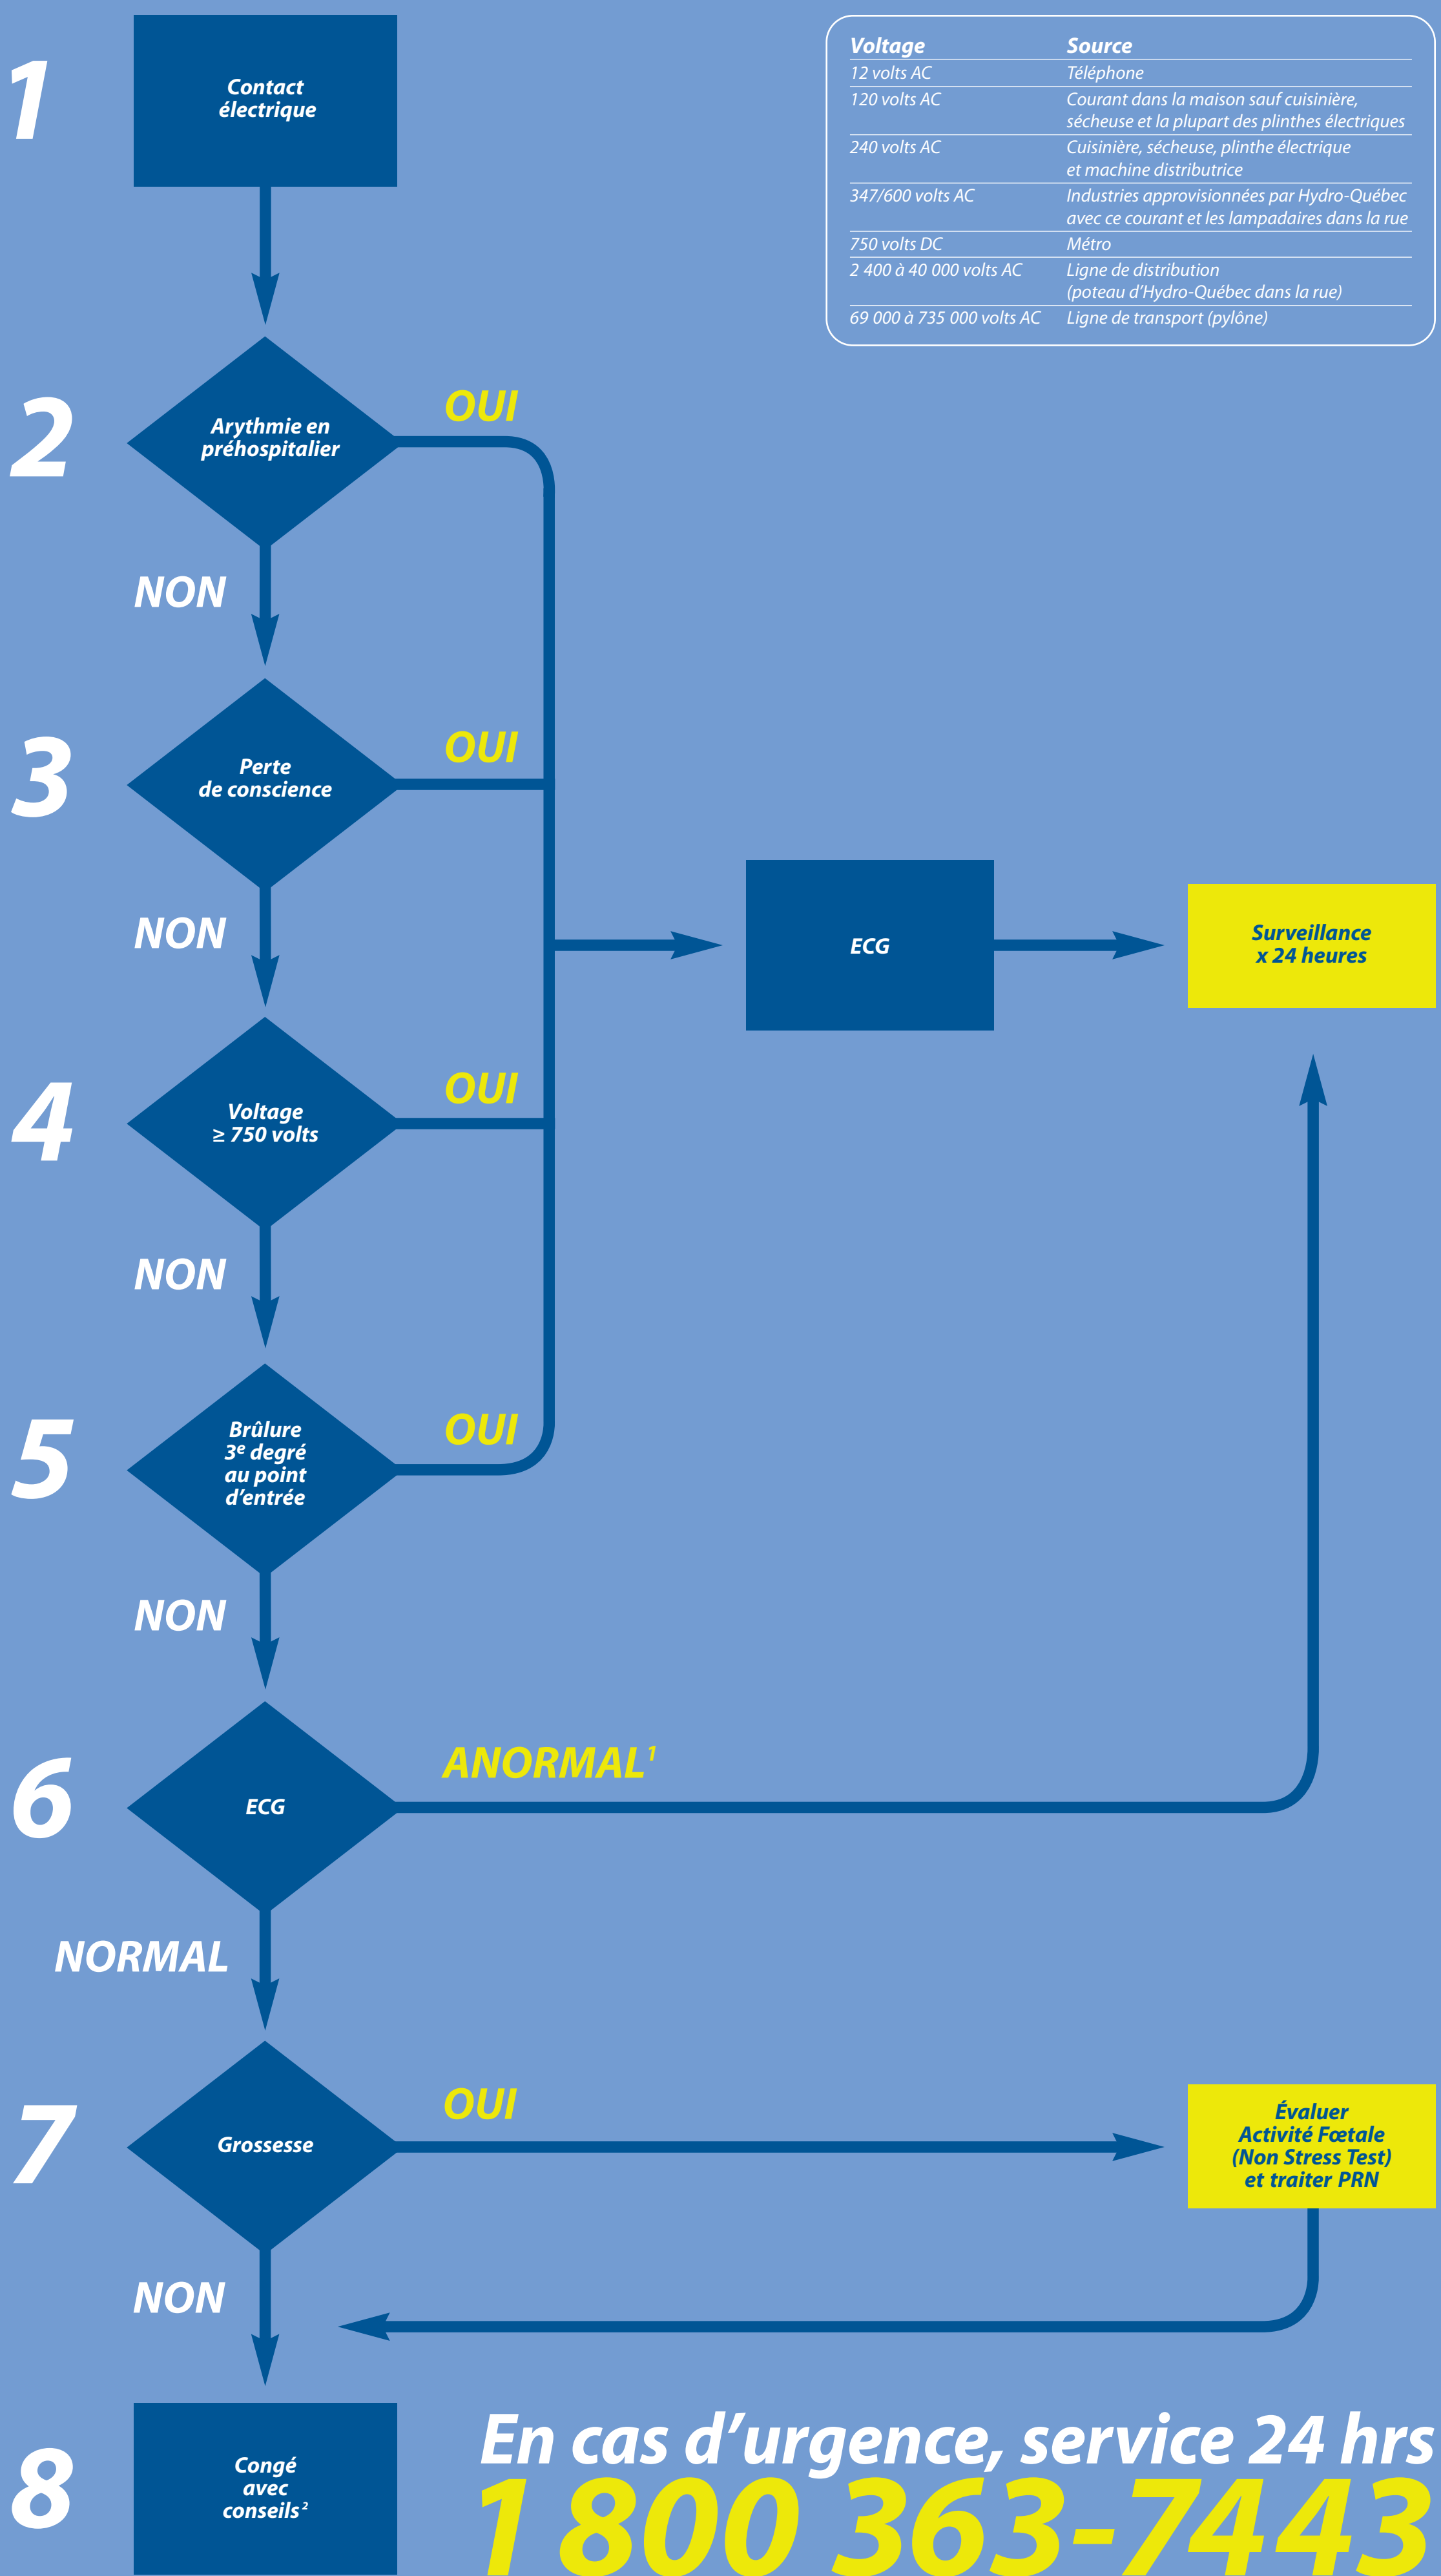 1
Contact
électrique
Voltage Source
12 volts AC Téléphone
120 volts AC Courant dans la maison sauf cuisinière,
sécheuse et la plupart des plinthes électriques
240 volts AC Cuisinière, sécheuse, plinthe électrique
et machine distributrice
347/600 volts AC Industries approvisionnées par Hydro-Québec
avec ce courant et les lampadaires dans la rue
750 volts DC Métro
2 400 à 40 000 volts AC Ligne de distribution
(poteau d’Hydro-Québec dans la rue)
69 000 à 735 000 volts AC Ligne de transport (pylône)
2
Arythmie en
préhospitalier
OUI
NON
3
Perte
de conscience
OUI
NON
ECG
Surveillance
x 24 heures
4
Voltage
≥ 750 volts
OUI
NON
5
Brûlure
3e degré
au point
d’entrée
OUI
NON
6
ECG
ANORMAL¹
NORMAL
7
Grossesse
OUI
Évaluer
Activité Fœtale
(Non Stress Test)
et traiter PRN
NON
8
Congé
avec
conseils²
En cas d’urgence, service 24 hrs
1 800 363-7443